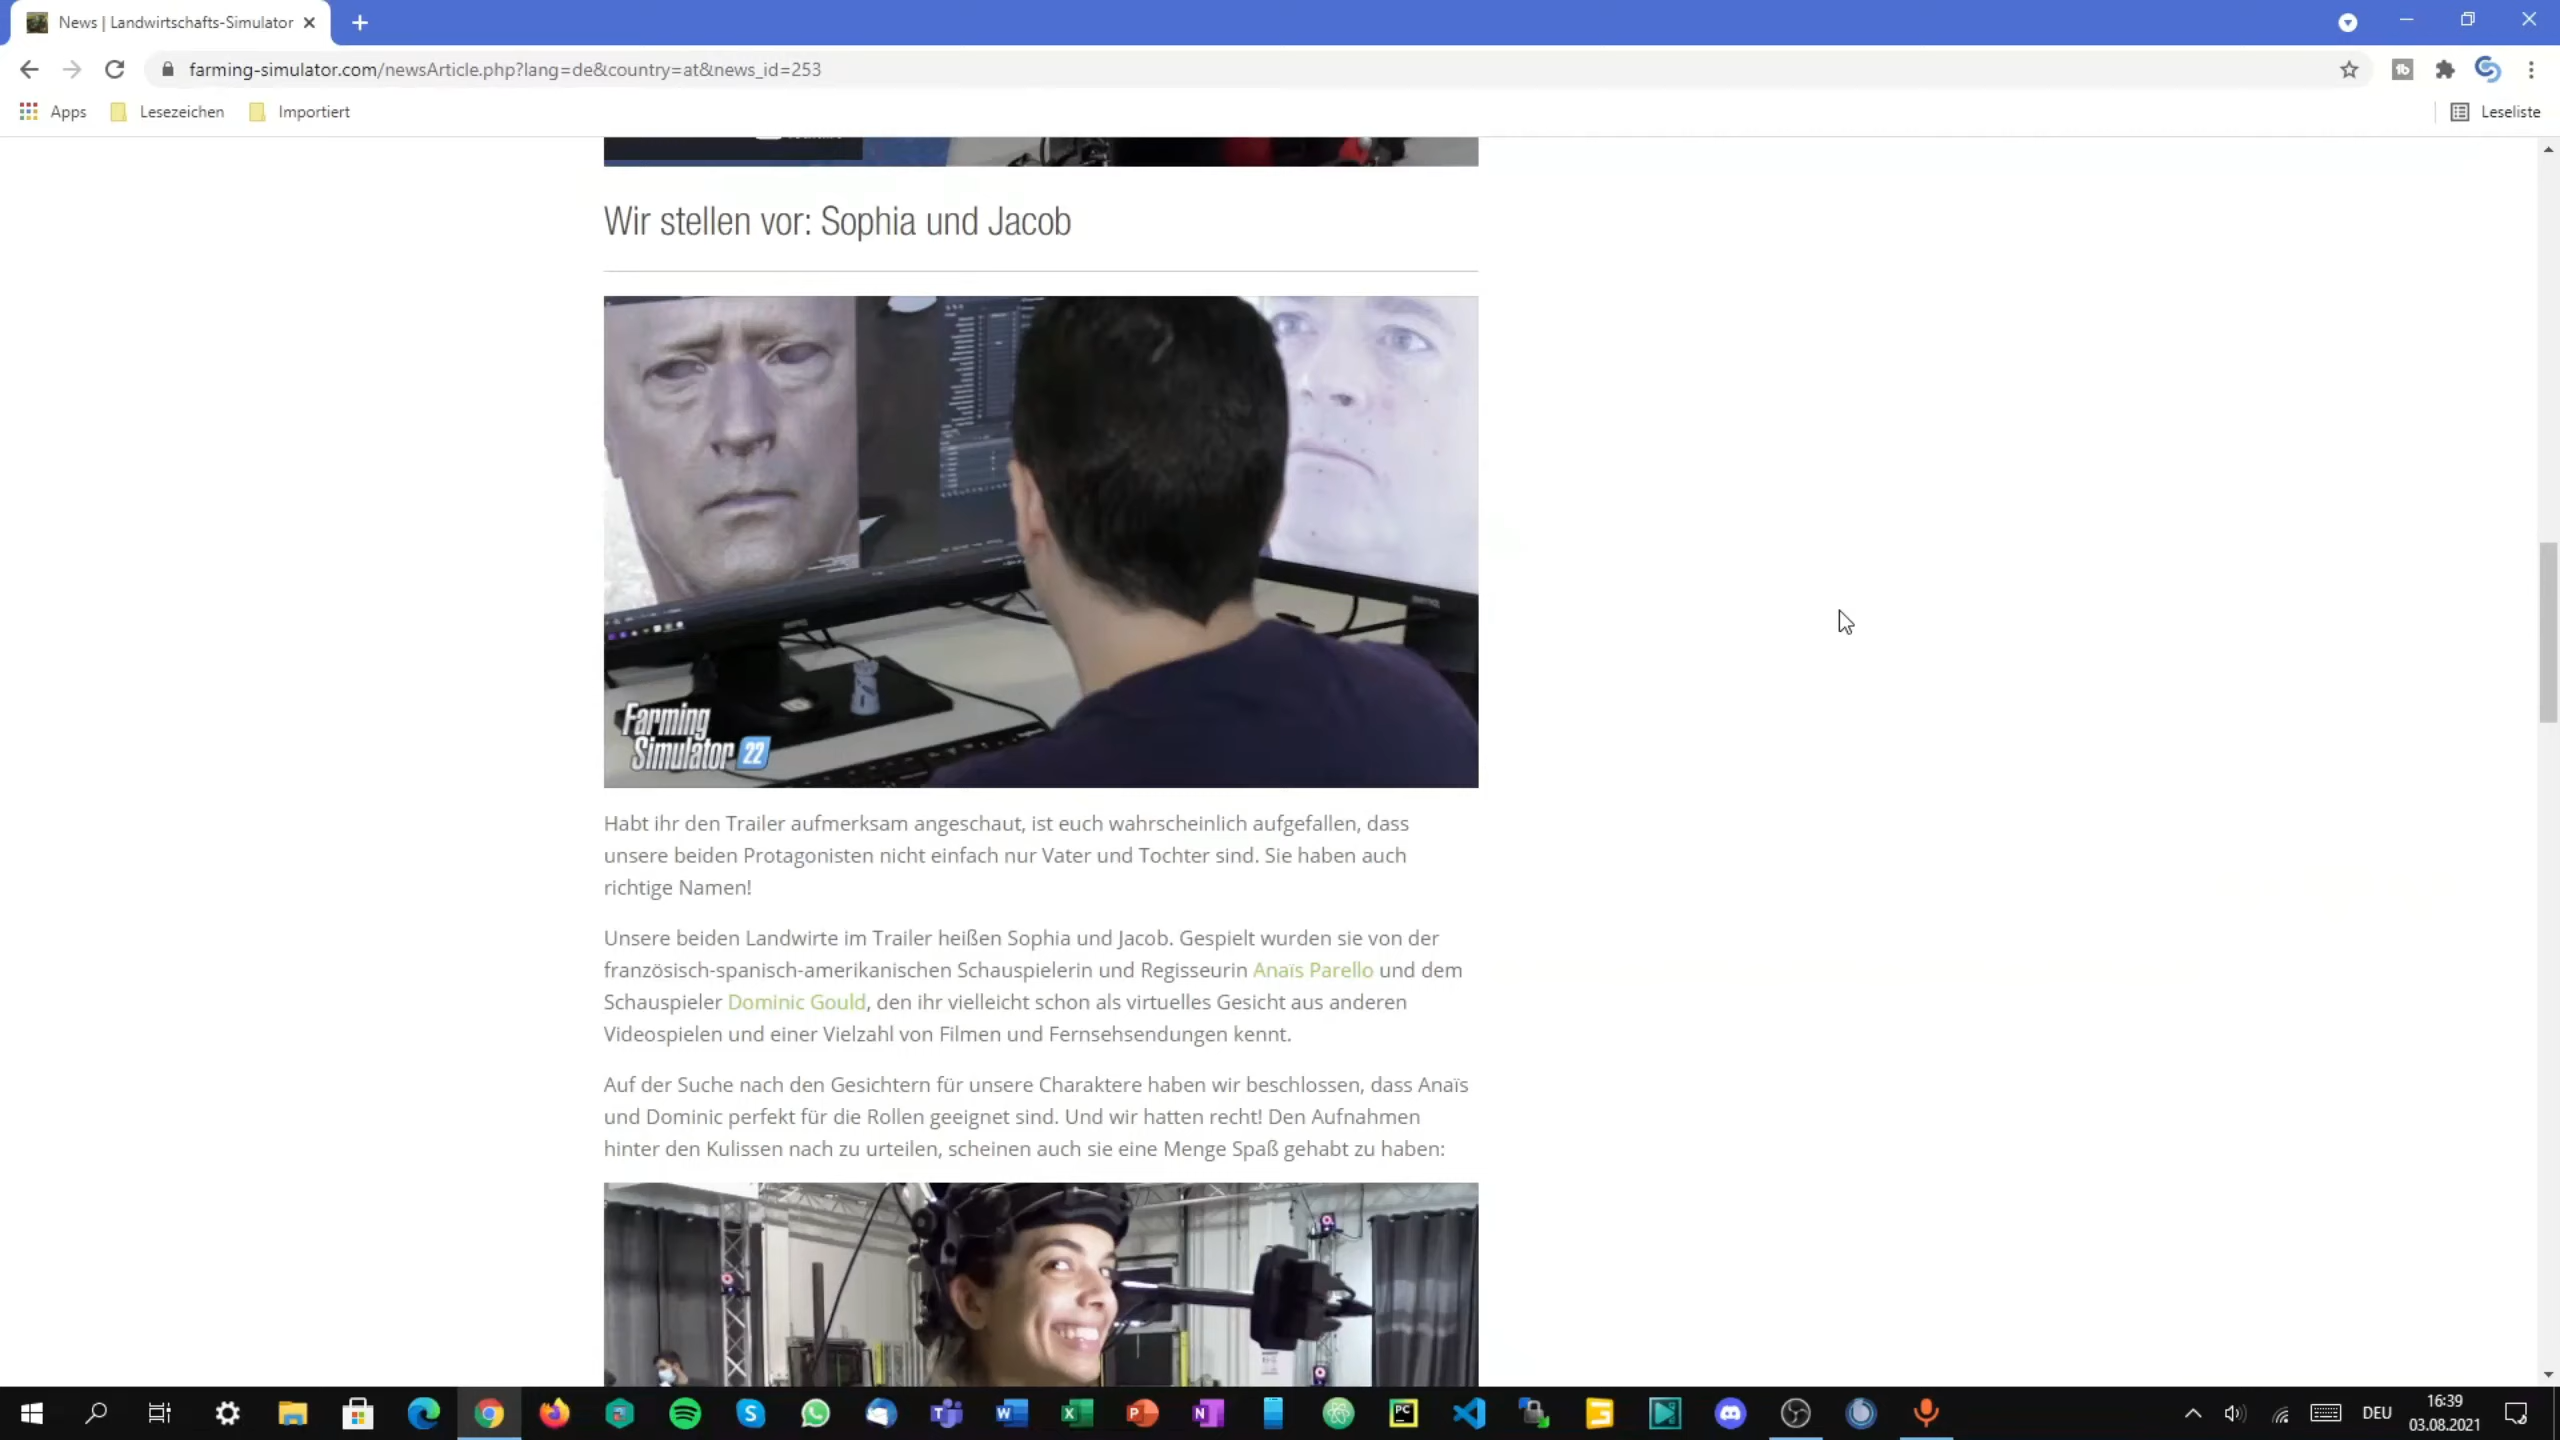 News | Landwirtschafts-Simulator
farming-simulator.com/newsArticle.php?lang=de&country=at&news_id=253
Apps
Lesezeichen
Importiert
Leseliste
Wir stellen vor: Sophia und Jacob
Farming
Simulator 22
Habt ihr den Trailer aufmerksam angeschaut, ist euch wahrscheinlich aufgefallen, dass
unsere beiden Protagonisten nicht einfach nur Vater und Tochter sind. Sie haben auch
richtige Namen!
Unsere beiden Landwirte im Trailer heißen Sophia und Jacob. Gespielt wurden sie von der
französisch-spanisch-amerikanischen Schauspielerin und Regisseurin Anaïs Parello und dem
Schauspieler Dominic Gould, den ihr vielleicht schon als virtuelles Gesicht aus anderen
Videospielen und einer Vielzahl von Filmen und Fernsehsendungen kennt.
Auf der Suche nach den Gesichtern für unsere Charaktere haben wir beschlossen, dass Anaïs
und Dominic perfekt für die Rollen geeignet sind. Und wir hatten recht! Den Aufnahmen
hinter den Kulissen nach zu urteilen, scheinen auch sie eine Menge Spaß gehabt zu haben:
DEU
16:39
03.08.2021